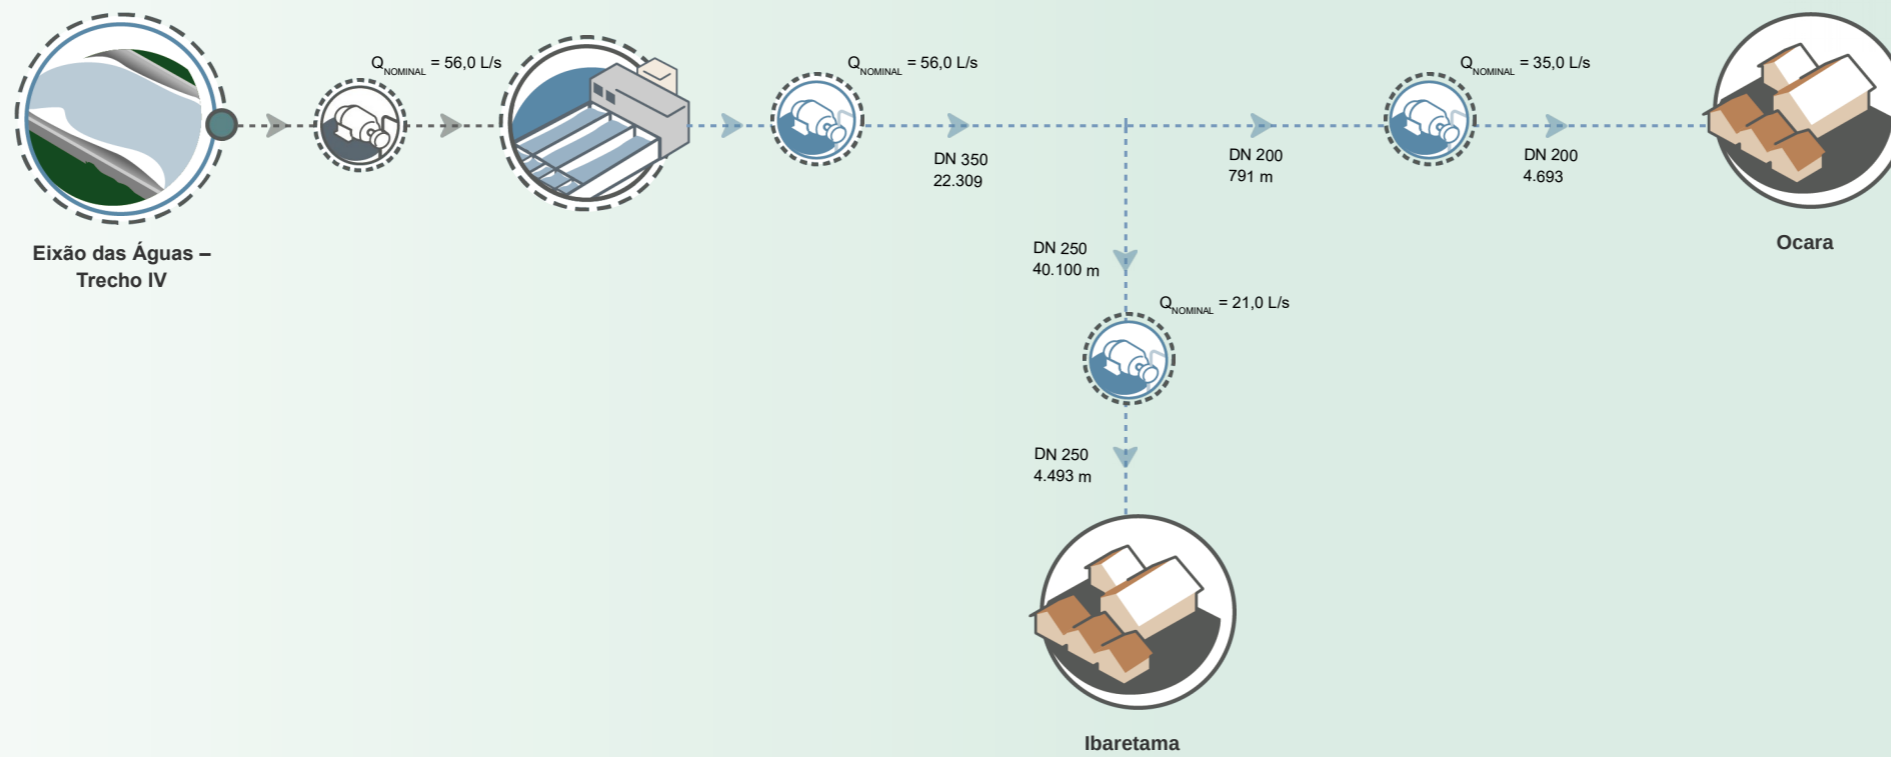 Q NOMINAL = 56,0 L/s
Q NOMINAL = 56,0 L/s
Q NOMINAL = 35,0 L/s
DN 350
22.309
DN 200
791 m
DN 200
4.693
Eixão das Águas –
Trecho IV
Ocara
DN 250
40.100 m
Q NOMINAL = 21,0 L/s
DN 250
4.493 m
Ibaretama